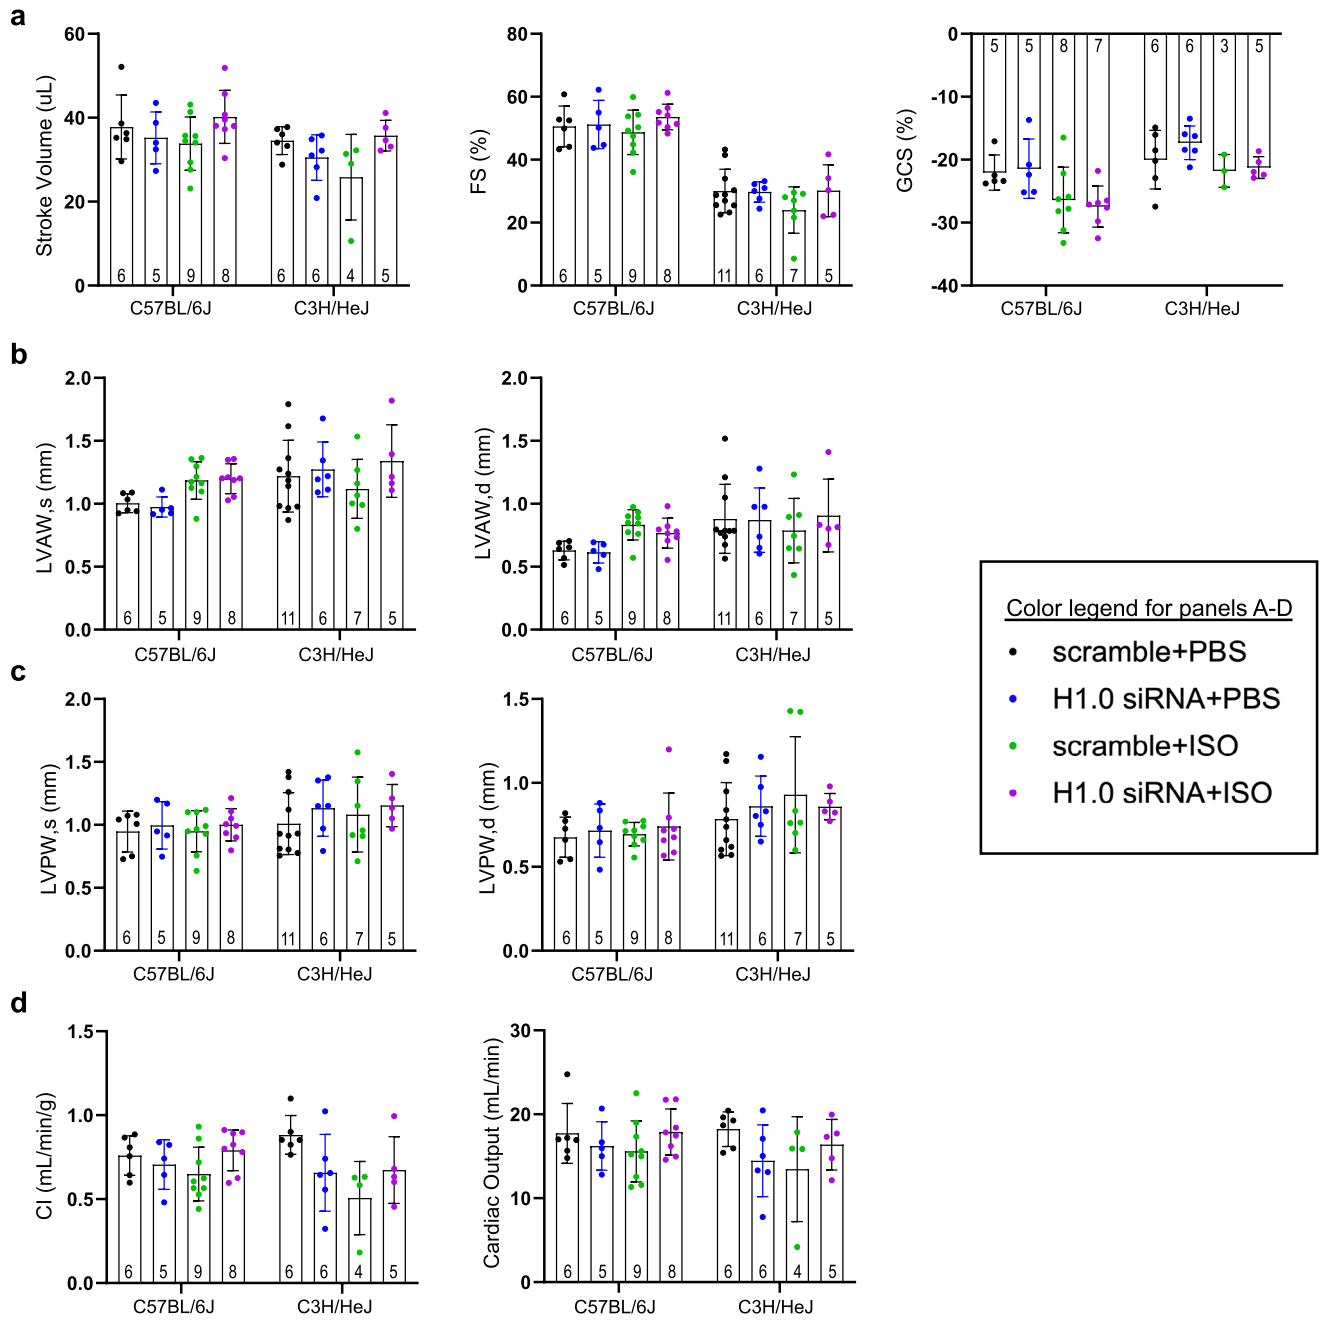 a
60
40
20
0
Stroke Volume (uL)
6 5 9 8 6 6 4 5
C57BL/6J C3H/HeJ
80
60
40
20
0
FS (%)
6 5 9 8 11 6 7 5
C57BL/6J C3H/HeJ
0
-10
-20
-30
-40
GCS (%)
5 5 8 7 6 6 3 5
C57BL/6J C3H/HeJ
b
2.0
1.5
1.0
0.5
0.0
LVAW,s (mm)
6 5 9 8 11 6 7 5
C57BL/6J C3H/HeJ
2.0
1.5
1.0
0.5
0.0
LVAW,d (mm)
6 5 9 8 11 6 7 5
C57BL/6J C3H/HeJ
Color legend for panels A-D
scramble+PBS
H1.0 siRNA+PBS
scramble+ISO
H1.0 siRNA+ISO
c
2.0
1.5
1.0
0.5
0.0
LVPW,s (mm)
6 5 9 8 11 6 7 5
C57BL/6J C3H/HeJ
1.5
1.0
0.5
0.0
LVPW,d (mm)
6 5 9 8 11 6 7 5
C57BL/6J C3H/HeJ
d
1.5
1.0
0.5
0.0
CI (mL/min/g)
6 5 9 8 6 6 4 5
C57BL/6J C3H/HeJ
30
20
10
0
Cardiac Output (mL/min)
6 5 9 8 6 6 4 5
C57BL/6J C3H/HeJ